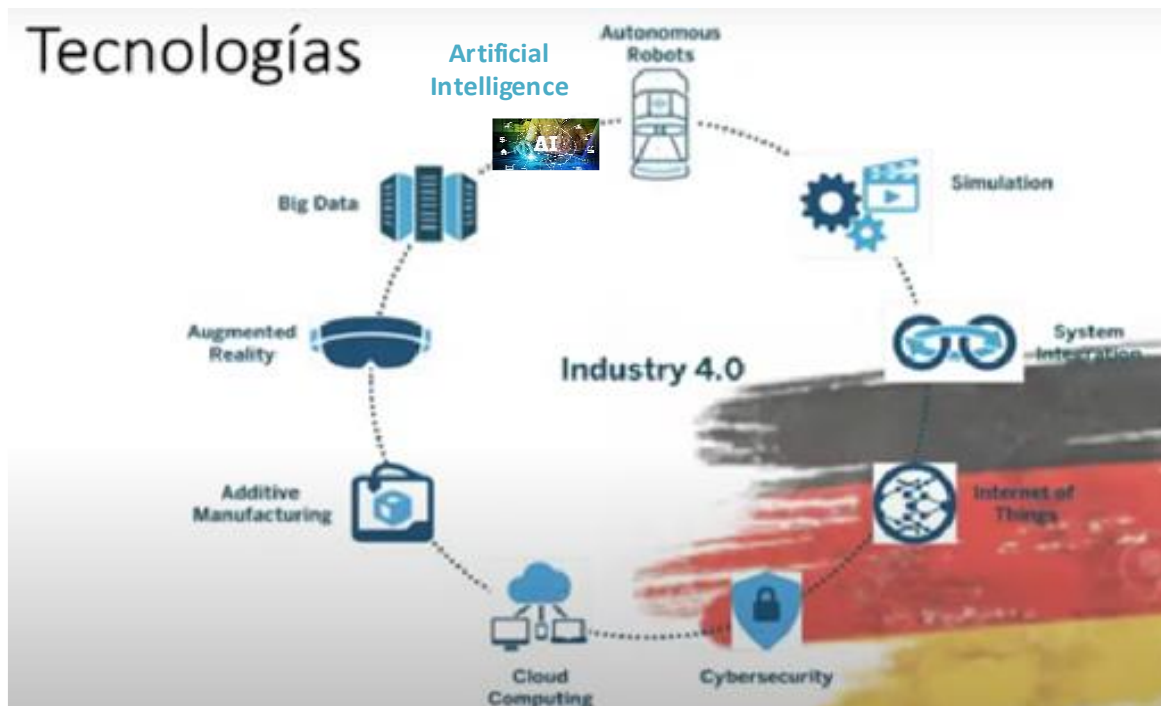 Tecnologías
Artificial
Intelligence
AI
Autonomous
Robots
Simulation
System
Integration
Internet of
Things
Cybersecurity
Cloud
Computing
Additive
Manufacturing
Augmented
Reality
Big Data
Industry 4.0